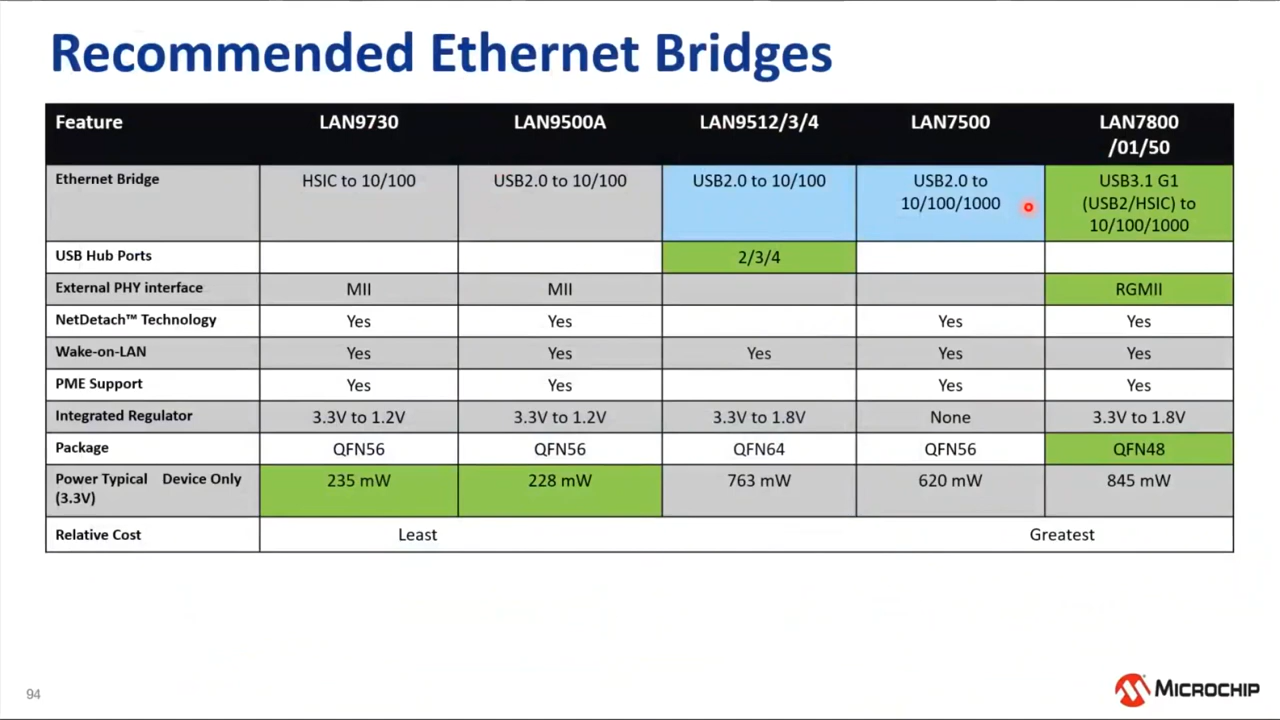 Recommended Ethernet Bridges
Feature LAN9730 LAN9500A LAN9512/3/4 LAN7500 LAN7800
/01/50
Ethernet Bridge HSIC to 10/100 USB2.0 to 10/100 USB2.0 to 10/100 USB2.0 to USB3.1 G1
10/100/1000 (USB2/HSIC) to
10/100/1000
USB Hub Ports 2/3/4
External PHY interface MII MII RGMII
NetDetach™ Technology Yes Yes Yes Yes
Wake-on-LAN Yes Yes Yes Yes Yes
PME Support Yes Yes Yes Yes
Integrated Regulator 3.3V to 1.2V 3.3V to 1.2V 3.3V to 1.8V None 3.3V to 1.8V
Package QFN56 QFN56 QFN64 QFN56 QFN48
Power Typical Device Only 235 mW 228 mW 763 mW 620 mW 845 mW
(3.3V)
Relative Cost Least Greatest
94
MICROCHIP